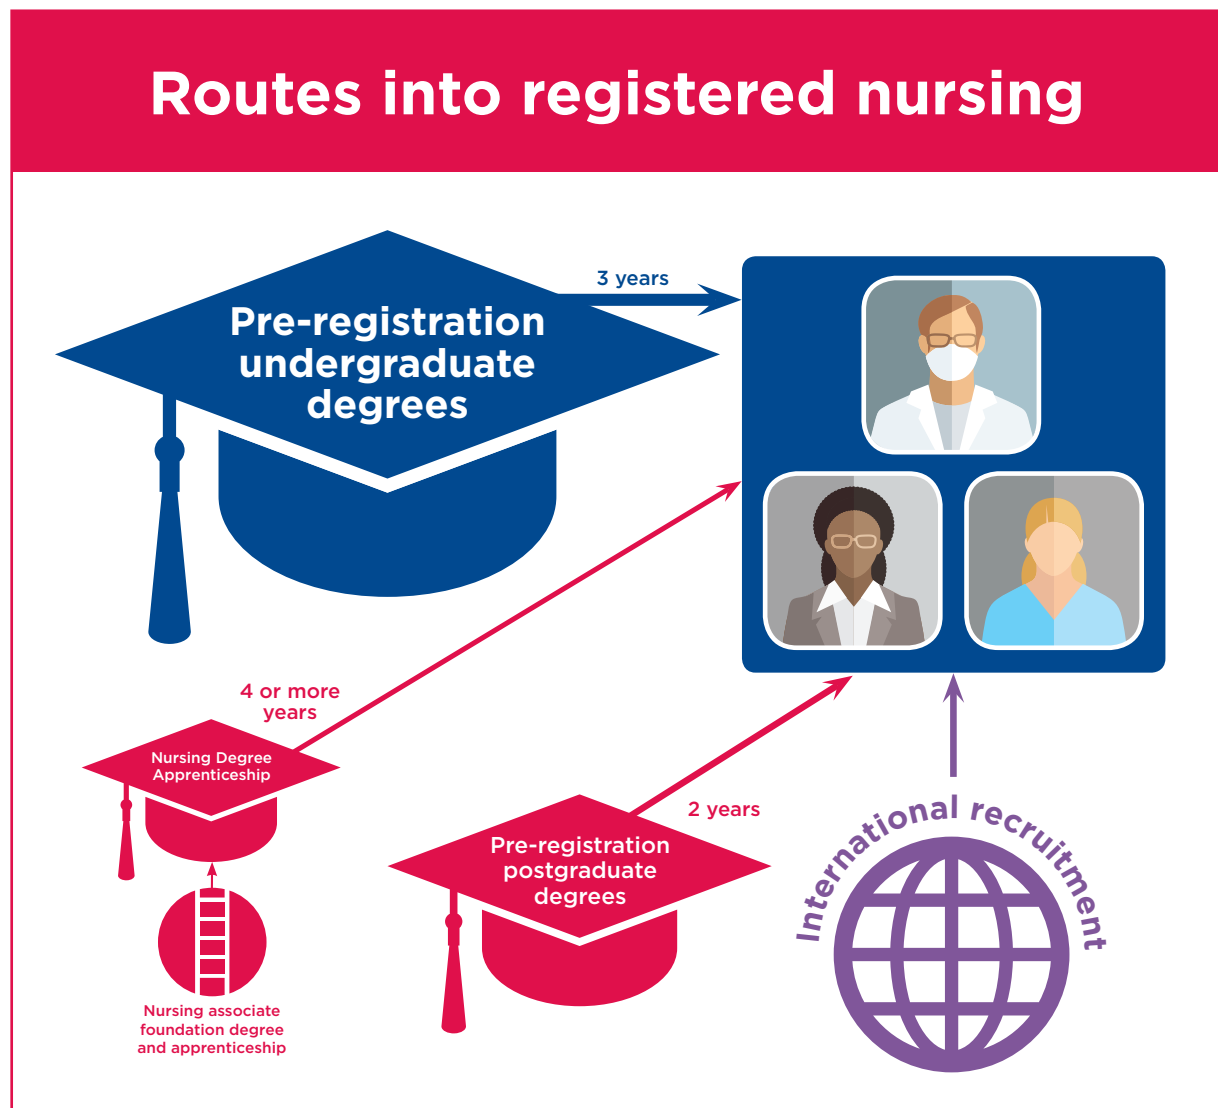 Routes into registered nursing
3 years
Pre-registration
undergraduate
degrees
4 or more
years
Nursing Degree
Apprenticeship
2 years
Pre-registration
postgraduate
degrees
International recruitment
Nursing associate
foundation degree
and apprenticeship